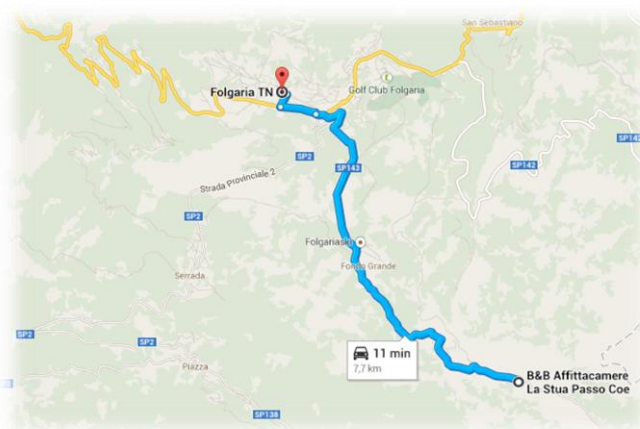 San Sebastiano
Folgaria TN
Golf Club Folgaria
SP142
SP2
SP143
SP142
Strada Provinciale 2
SP2
Folgariaski
Fondo Grande
Serrada
SP2
SP2
Piazza
11 min
7,7 km
B&B Affittacamere
La Stua Passo Coe
SP138